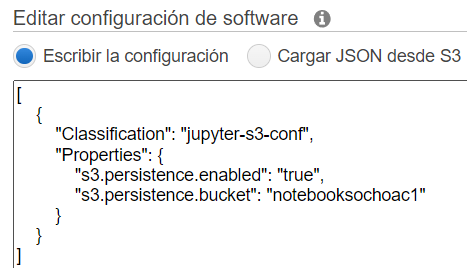 Editar configuración de software
Escribir la configuración Cargar JSON desde S3
[
{
"Classification": "jupyter-s3-conf",
"Properties": {
"s3.persistence.enabled": "true",
"s3.persistence.bucket": "notebooksochoac1"
}
}
]